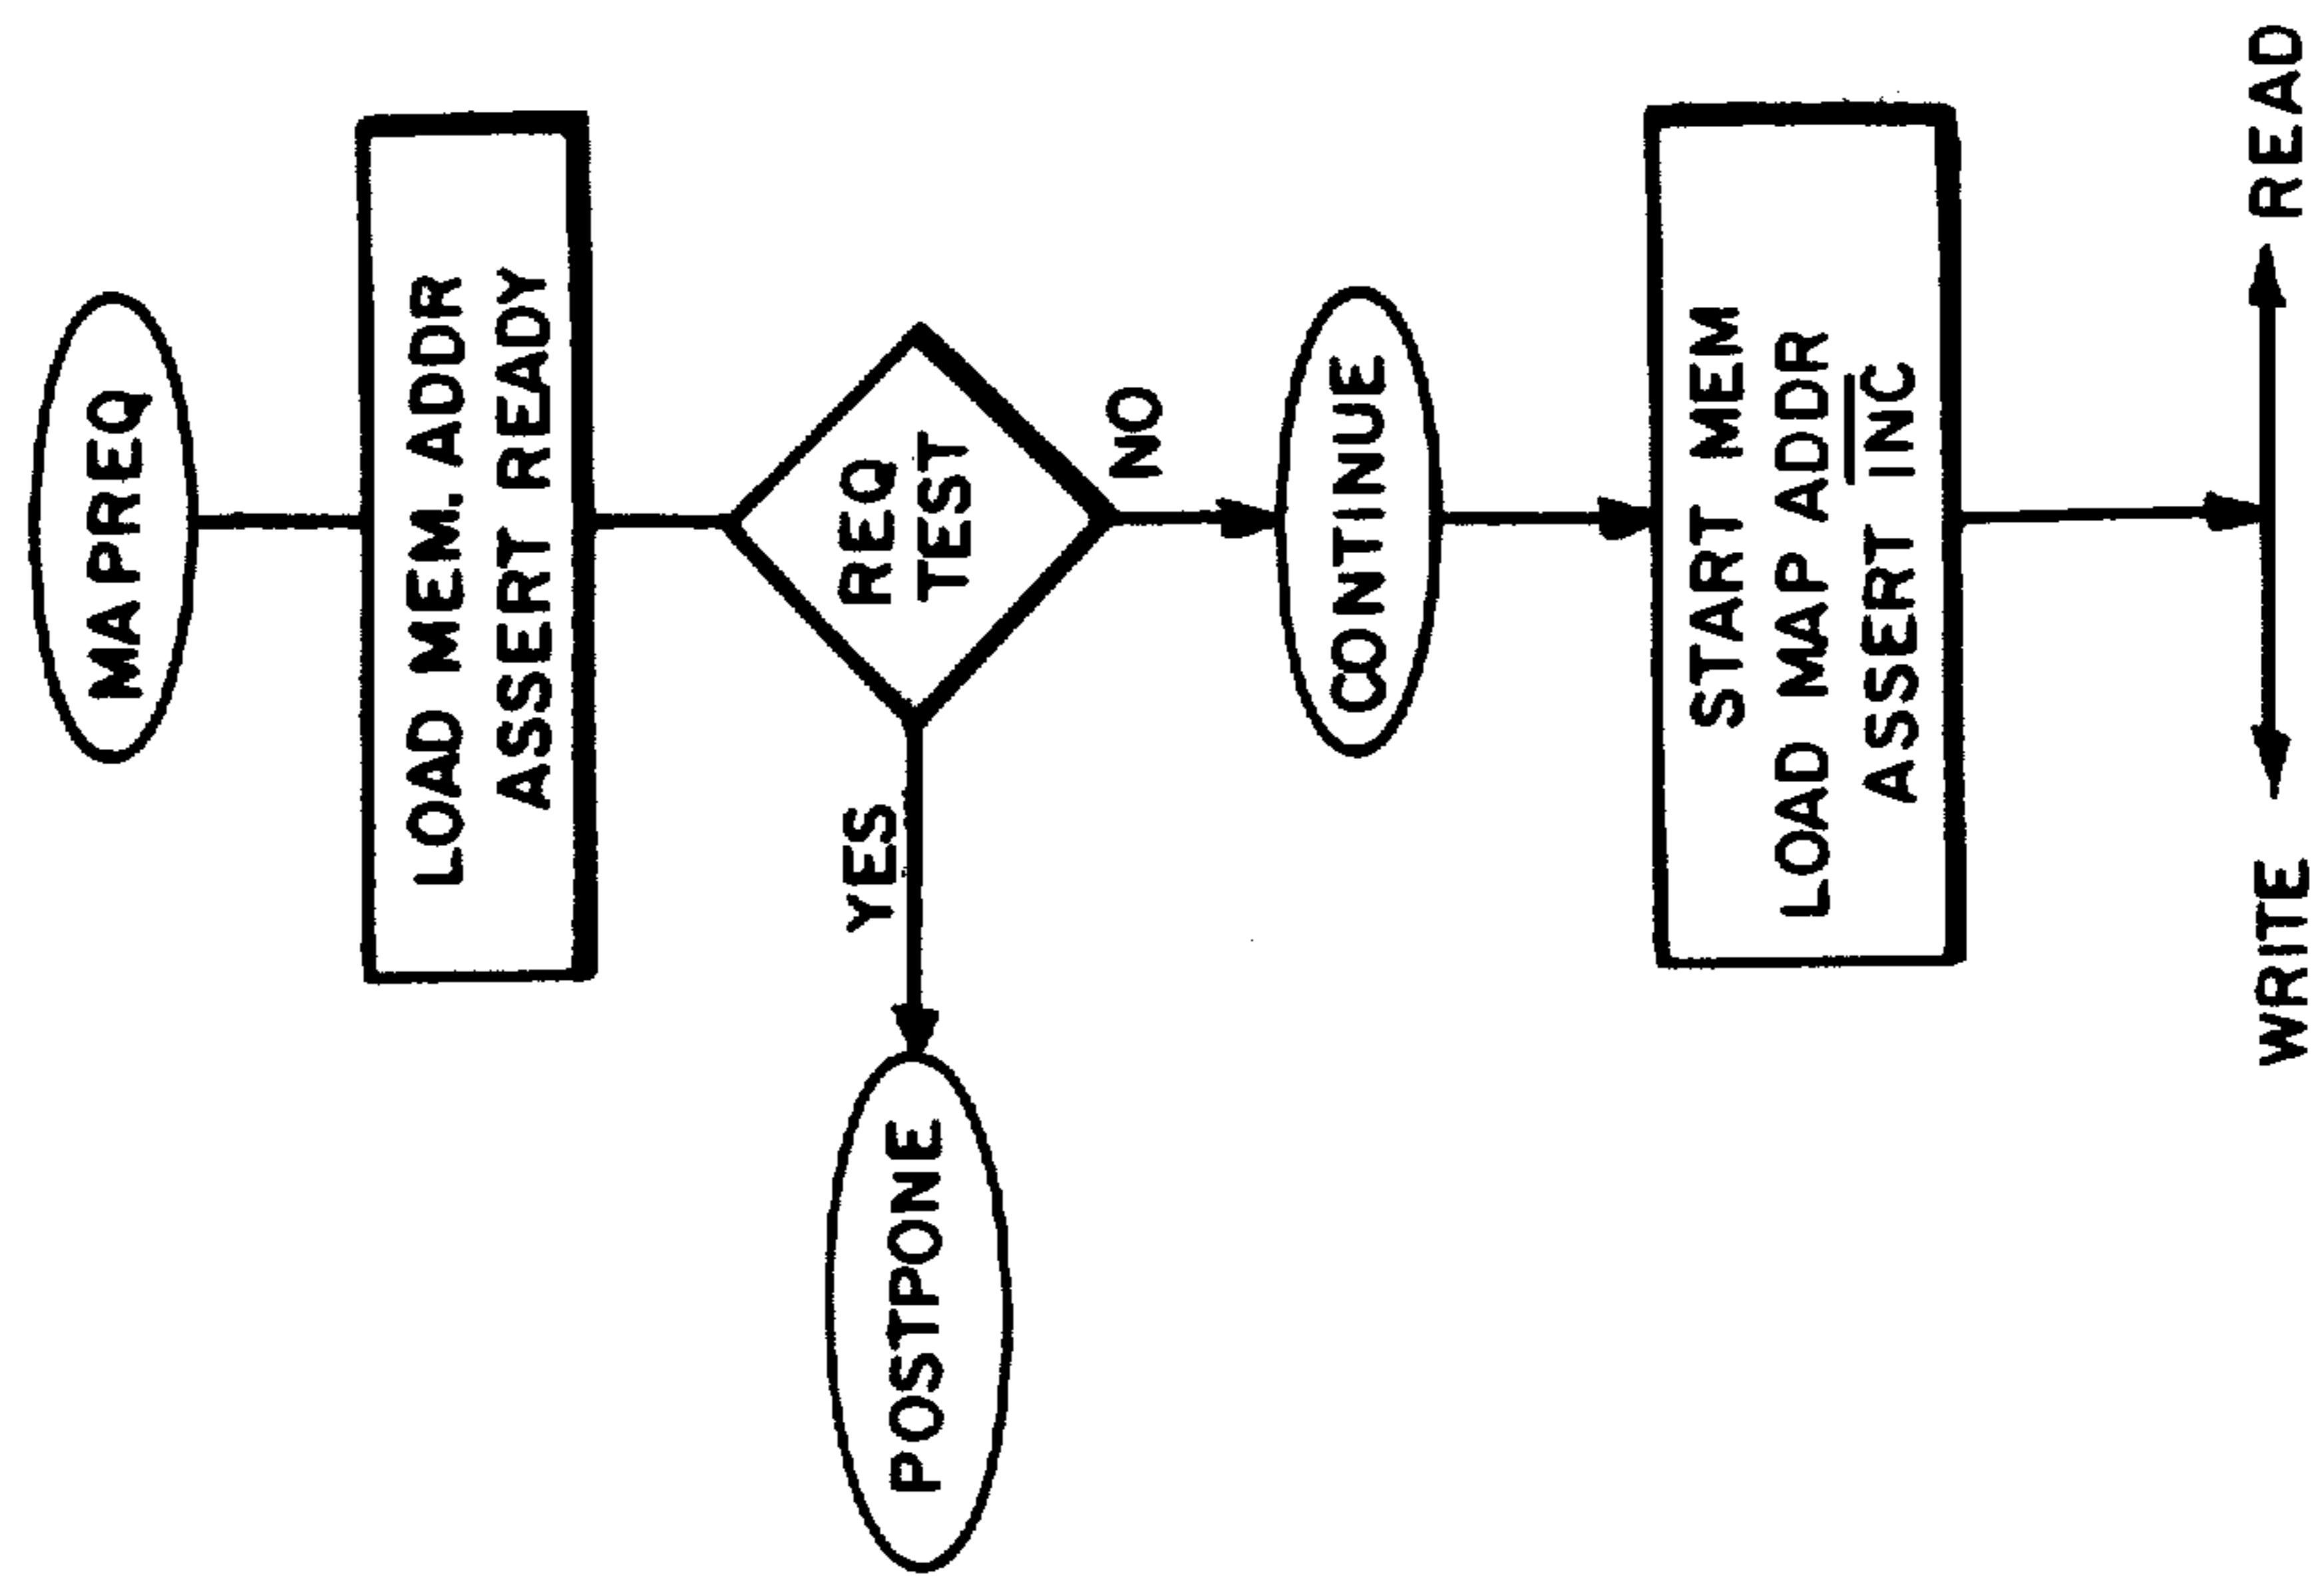 MAPREQ
LOAD MEM. ADDR
ASSERT READY
REQ
TEST
YES
POSTPONE
NO
CONTINUE
START MEM
LOAD MAP ADDR
ASSERT I̅N̅C̅
WRITE
READ